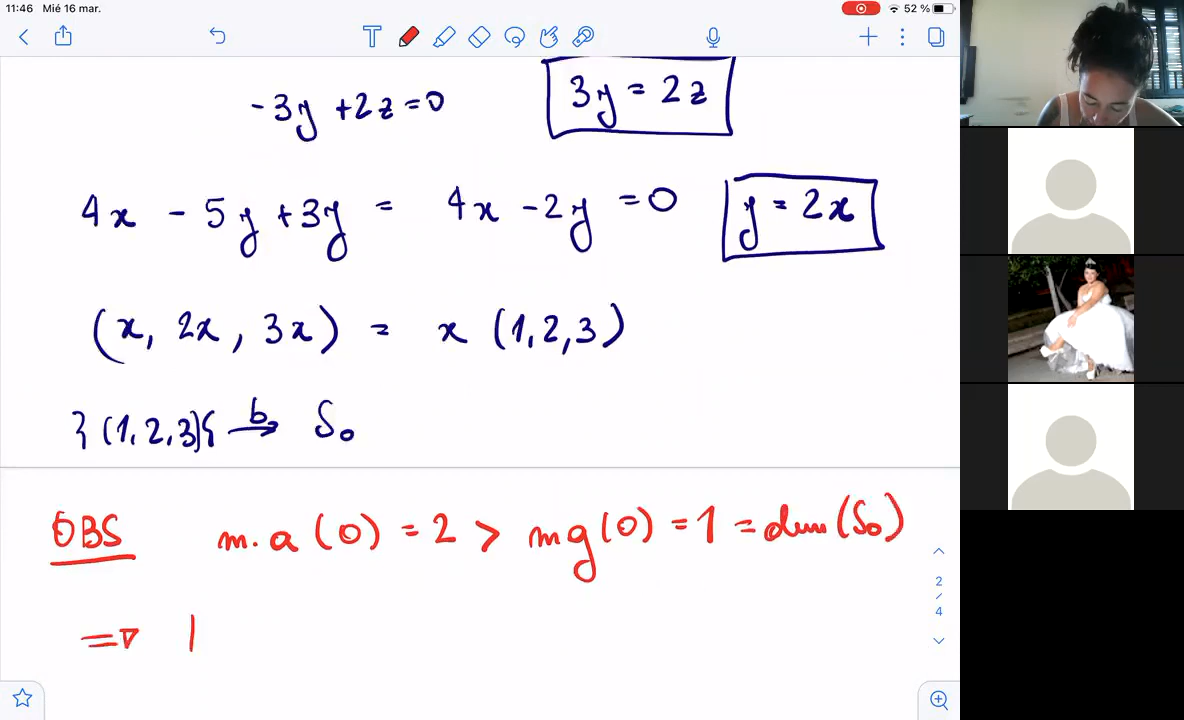 11:46 Mié 16 mar. 52 %
-3y +2z =0 3y = 2z
4x - 5y +3y = 4x -2y =0 y = 2x
(x, 2x, 3x) = x (1,2,3)
}(1,2,3){ b→ S₀
OBS m.a (0) = 2 > mg(0) = 1 = dim(S₀)
⇒ |
2
/
4